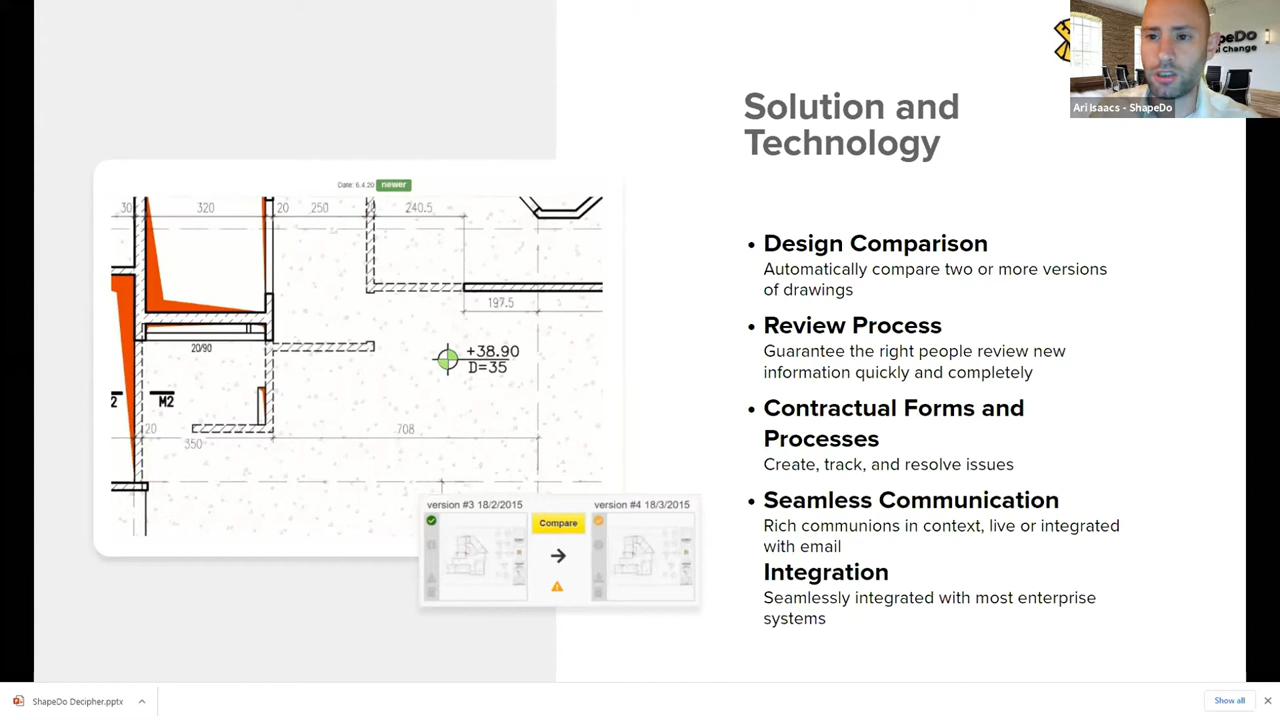 peDo
l Change
Ari Isaacs - ShapeDo
Solution and
Technology
Date: 6.4.20 newer
30 320 20 250 240.5
197.5
20/90
+38.90
D=35
2 M2
20 708
350
version #3 18/2/2015 version #4 18/3/2015
Compare
• Design Comparison
Automatically compare two or more versions
of drawings
• Review Process
Guarantee the right people review new
information quickly and completely
• Contractual Forms and
Processes
Create, track, and resolve issues
• Seamless Communication
Rich communions in context, live or integrated
with email
Integration
Seamlessly integrated with most enterprise
systems
ShapeDo Decipher.pptx
Show all